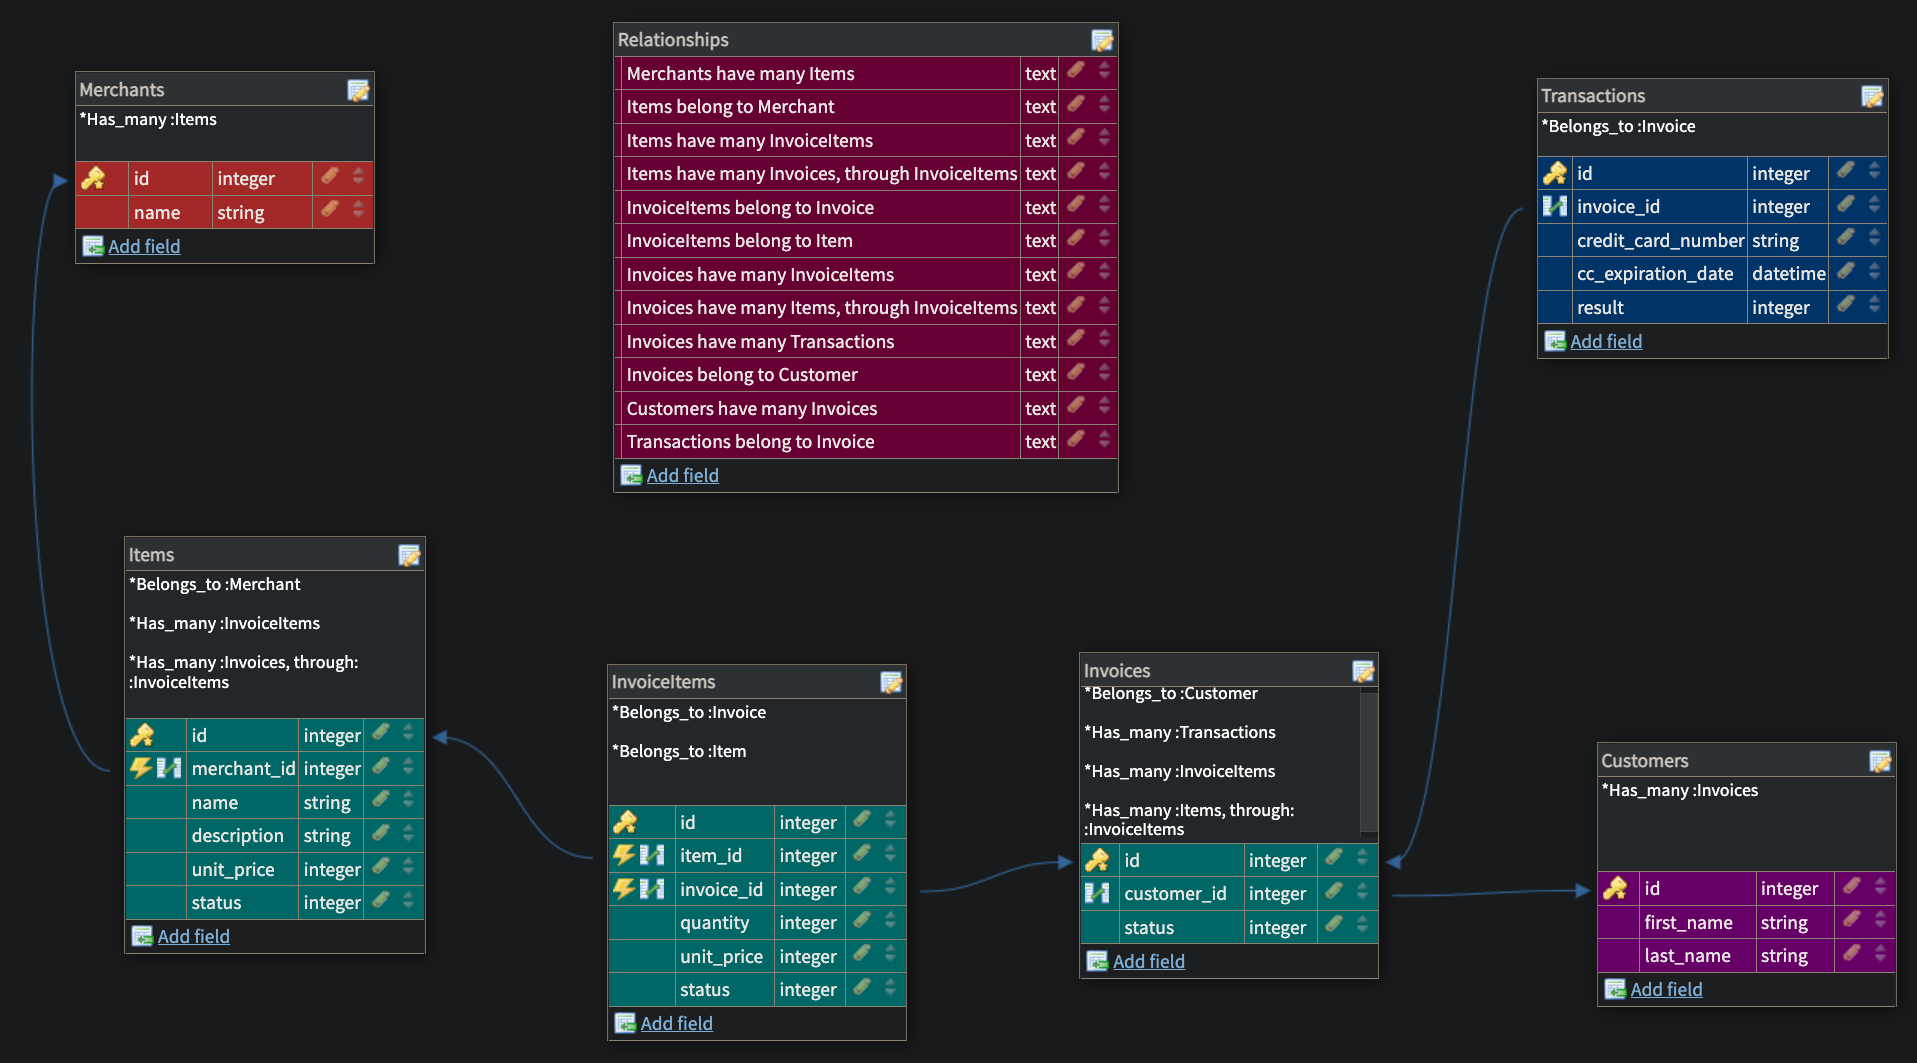 Relationships
Merchants have many Items text
Items belong to Merchant text
Items have many InvoiceItems text
Items have many Invoices, through InvoiceItems text
InvoiceItems belong to Invoice text
InvoiceItems belong to Item text
Invoices have many InvoiceItems text
Invoices have many Items, through InvoiceItems text
Invoices have many Transactions text
Invoices belong to Customer text
Customers have many Invoices text
Transactions belong to Invoice text
Add field
Merchants
*Has_many :Items
id integer
name string
Add field
Transactions
*Belongs_to :Invoice
id integer
invoice_id integer
credit_card_number string
cc_expiration_date datetime
result integer
Add field
Items
*Belongs_to :Merchant
*Has_many :InvoiceItems
*Has_many :Invoices, through:
:InvoiceItems
id integer
merchant_id integer
name string
description string
unit_price integer
status integer
Add field
InvoiceItems
*Belongs_to :Invoice
*Belongs_to :Item
id integer
item_id integer
invoice_id integer
quantity integer
unit_price integer
status integer
Add field
Invoices
*Belongs_to :Customer
*Has_many :Transactions
*Has_many :InvoiceItems
*Has_many :Items, through:
:InvoiceItems
id integer
customer_id integer
status integer
Add field
Customers
*Has_many :Invoices
id integer
first_name string
last_name string
Add field